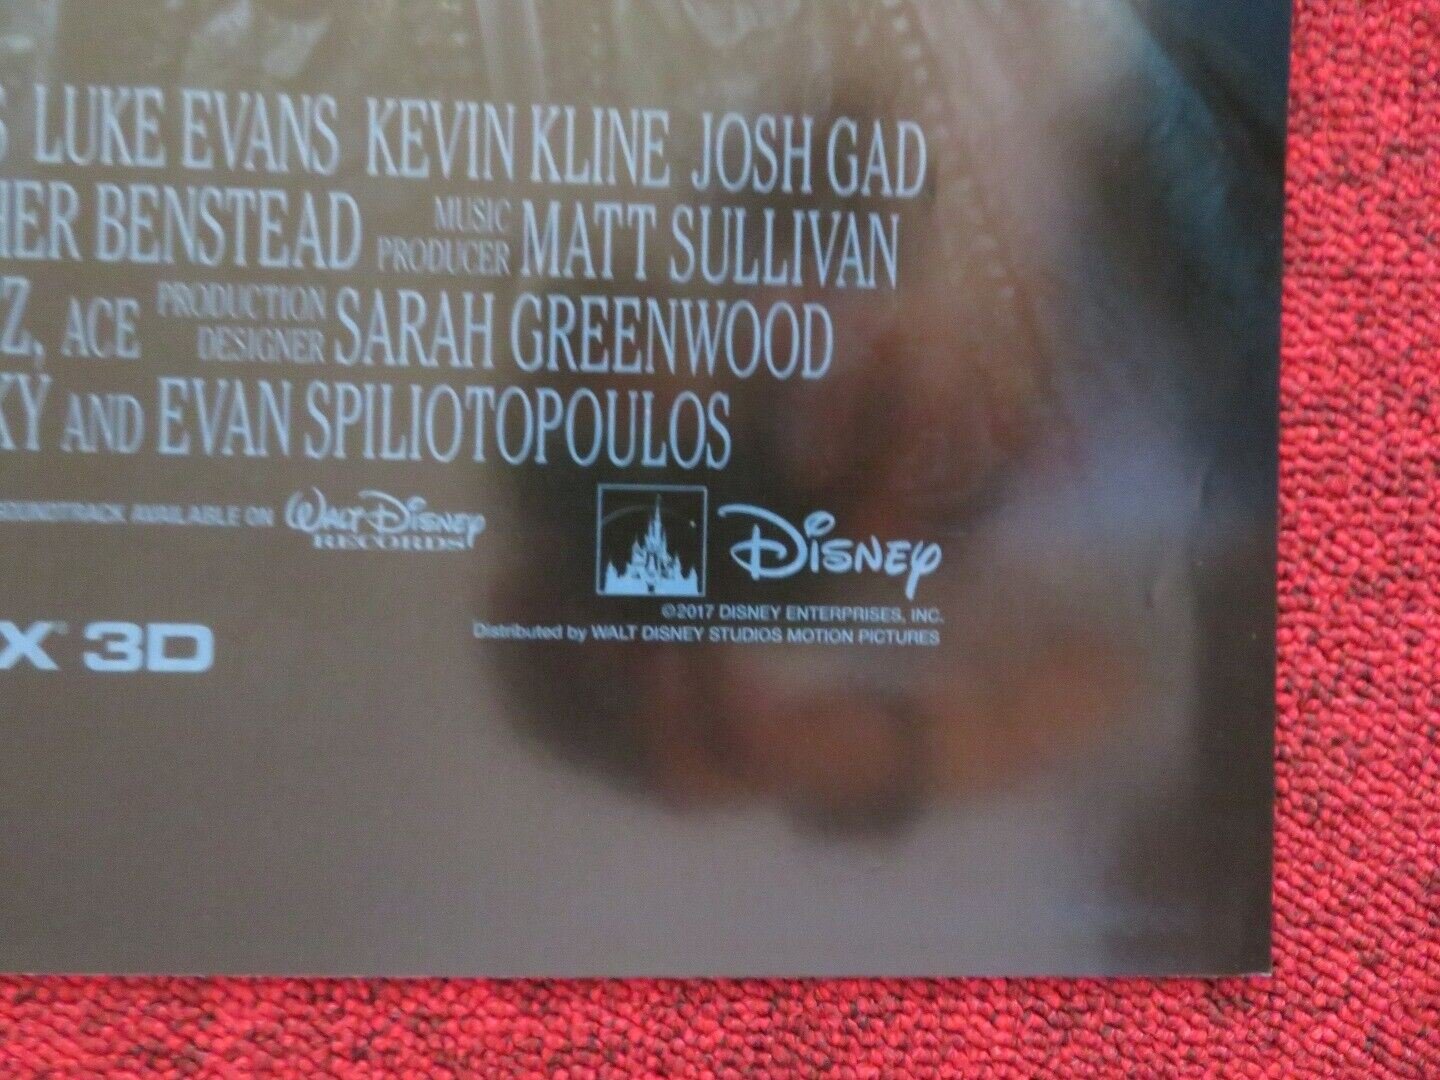 S LUKE EVANS KEVIN KLINE JOSH GAD
HER BENSTEAD MUSIC PRODUCER MATT SULLIVAN
Z, ACE PRODUCTION DESIGNER SARAH GREENWOOD
KY AND EVAN SPILIOTOPOULOS
SOUNDTRACK AVAILABLE ON WALT DISNEY RECORDS
DISNEY
©2017 DISNEY ENTERPRISES, INC.
Distributed by WALT DISNEY STUDIOS MOTION PICTURES
X 3D